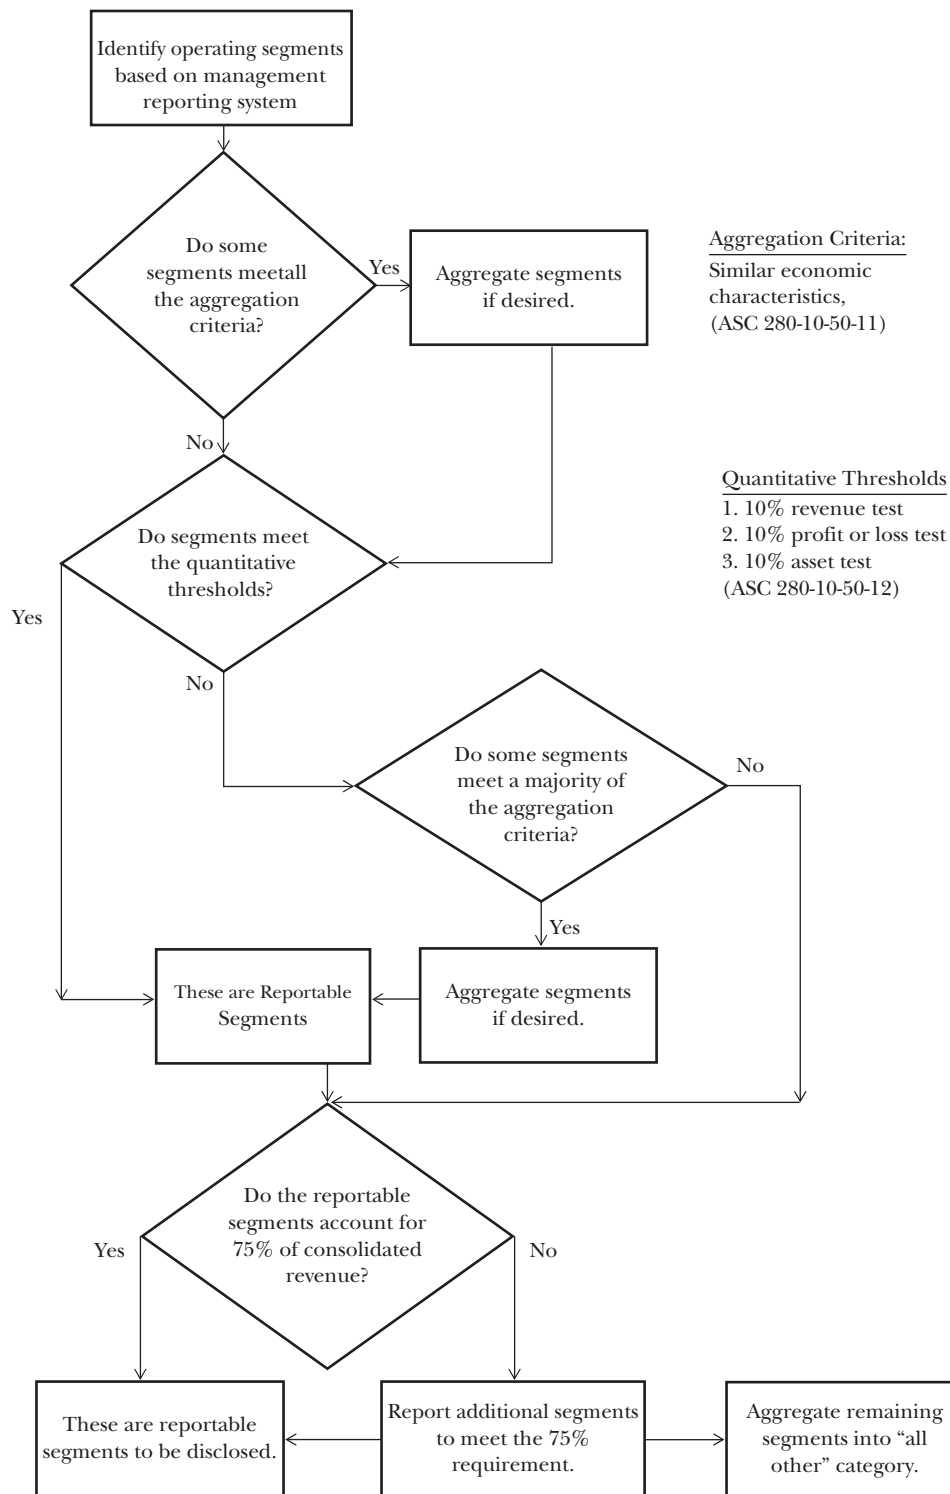 Identify operating segments
based on management
reporting system
Do some
segments meetall
the aggregation
criteria?
Yes
Aggregate segments
if desired.
Aggregation Criteria:
Similar economic
characteristics,
(ASC 280-10-50-11)
No
Do segments meet
the quantitative
thresholds?
Quantitative Thresholds
1. 10% revenue test
2. 10% profit or loss test
3. 10% asset test
(ASC 280-10-50-12)
Yes
No
Do some segments
meet a majority of
the aggregation
criteria?
No
Yes
These are Reportable
Segments
Aggregate segments
if desired.
Do the reportable
segments account for
75% of consolidated
revenue?
Yes
No
These are reportable
segments to be disclosed.
Report additional segments
to meet the 75%
requirement.
Aggregate remaining
segments into “all
other” category.